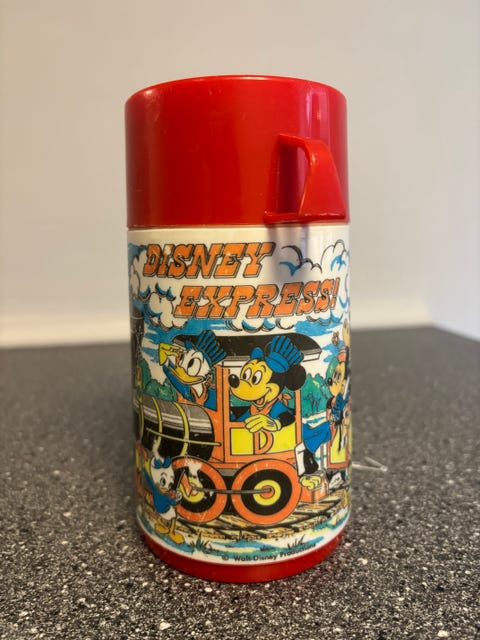 DISNEY
EXPRESS!
D
© Walt Disney Productions